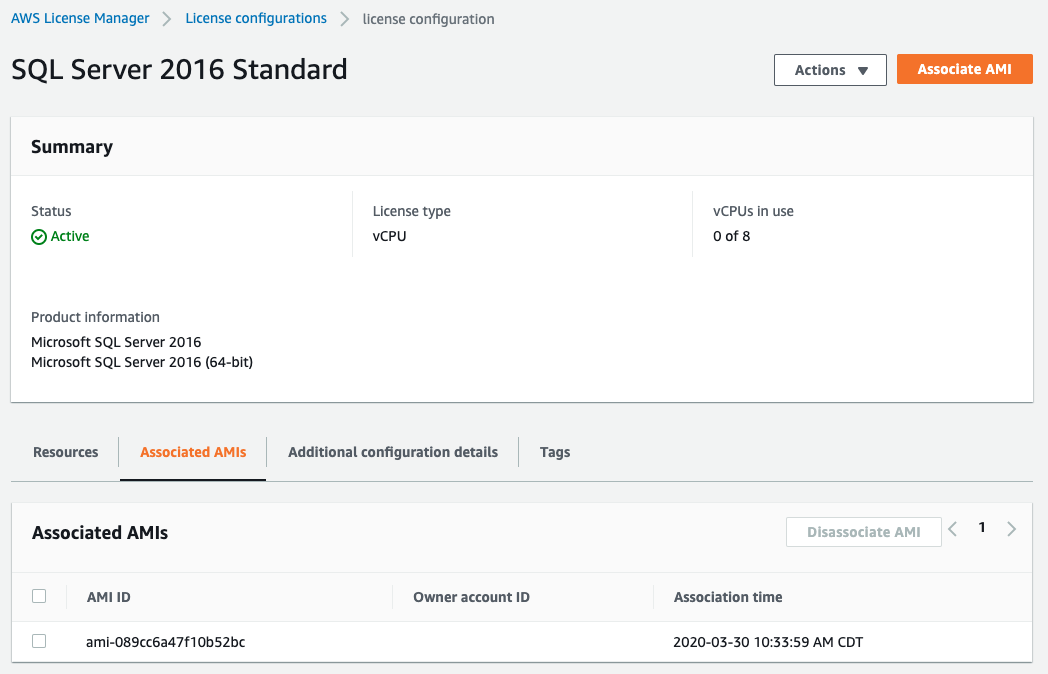 AWS License Manager > License configurations > license configuration
SQL Server 2016 Standard
Actions ▼ Associate AMI
Summary
Status License type vCPUs in use
Active vCPU 0 of 8
Product information
Microsoft SQL Server 2016
Microsoft SQL Server 2016 (64-bit)
Resources Associated AMIs Additional configuration details Tags
Associated AMIs Disassociate AMI < 1 >
AMI ID Owner account ID Association time
ami-089cc6a47f10b52bc 2020-03-30 10:33:59 AM CDT